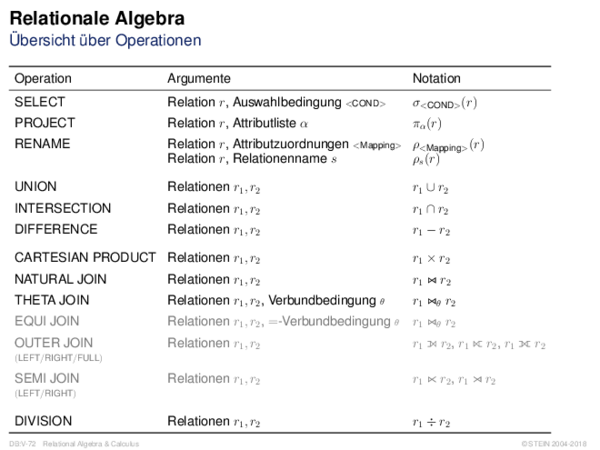 Relationale Algebra
Übersicht über Operationen
Operation Argumente Notation
SELECT Relation r, Auswahlbedingung <COND> σ<COND>(r)
PROJECT Relation r, Attributliste α πα(r)
RENAME Relation r, Attributzuordnungen <Mapping> ρ<Mapping>(r)
Relation r, Relationenname s ρs(r)
UNION Relationen r1, r2 r1 ∪ r2
INTERSECTION Relationen r1, r2 r1 ∩ r2
DIFFERENCE Relationen r1, r2 r1 − r2
CARTESIAN PRODUCT Relationen r1, r2 r1 × r2
NATURAL JOIN Relationen r1, r2 r1 ⋈ r2
THETA JOIN Relationen r1, r2, Verbundbedingung θ r1 ⋈θ r2
EQUI JOIN Relationen r1, r2, =-Verbundbedingung θ r1 ⋈θ r2
OUTER JOIN Relationen r1, r2 r1 ⟕ r2, r1 ⟖ r2, r1 ⟗ r2
(LEFT/RIGHT/FULL)
SEMI JOIN Relationen r1, r2 r1 ⋉ r2, r1 ⋊ r2
(LEFT/RIGHT)
DIVISION Relationen r1, r2 r1 ÷ r2
DB:V-72 Relational Algebra & Calculus ©STEIN 2004-2018